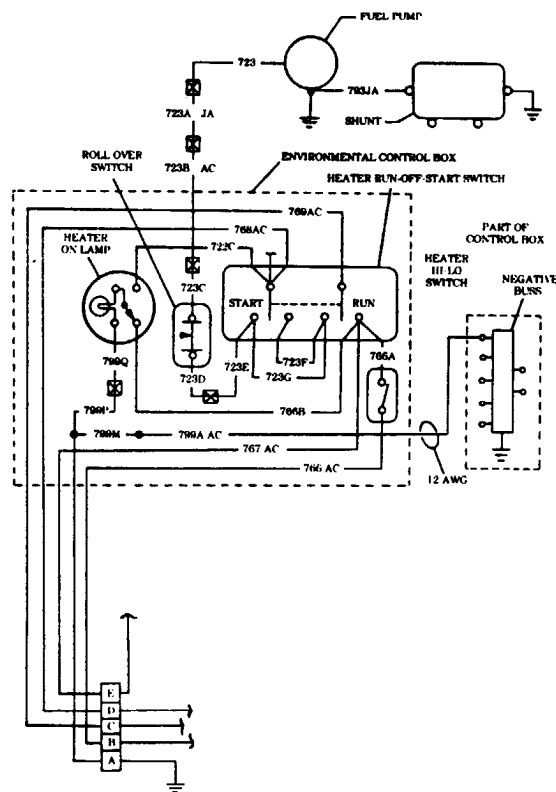 FUEL PUMP
723
793JA
723A JA
SHUNT
ROLL OVER
SWITCH
723B AC
ENVIRONMENTAL CONTROL BOX
HEATER RUN-OFF-START SWITCH
769AC
768AC
722C
HEATER
ON LAMP
HEATER
HI-LO
SWITCH
PART OF
CONTROL BOX
NEGATIVE
BUSS
723C
START
RUN
799Q
723D
723E
723F
723G
766A
799P
766B
799M
799A AC
767 AC
766 AC
12 AWG
E
D
C
B
A